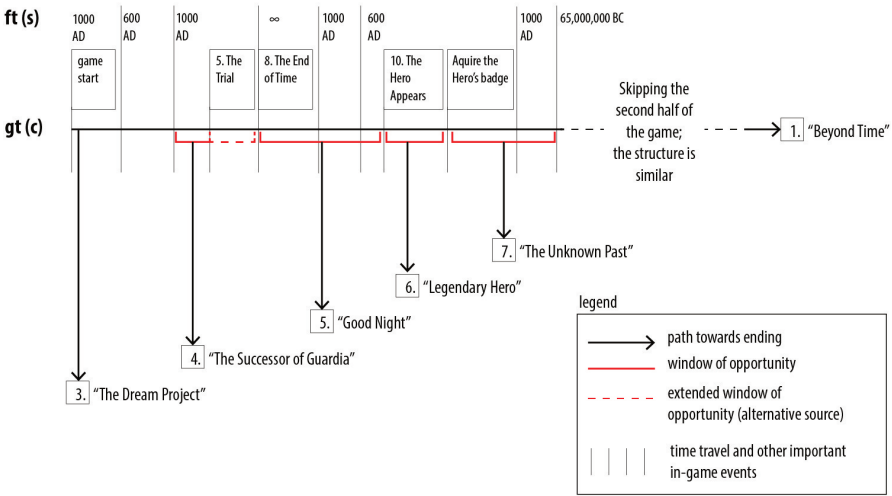 ft (s)
1000
AD
600
AD
1000
AD
∞
1000
AD
600
AD
1000
AD
65,000,000 BC
game
start
5. The
Trial
8. The End
of Time
10. The
Hero
Appears
Aquire the
Hero's badge
gt (c)
Skipping the
second half of
the game;
the structure is
similar
1. "Beyond Time"
7. "The Unknown Past"
6. "Legendary Hero"
5. "Good Night"
4. "The Successor of Guardia"
3. "The Dream Project"
legend
path towards ending
window of opportunity
extended window of
opportunity (alternative source)
time travel and other important
in-game events